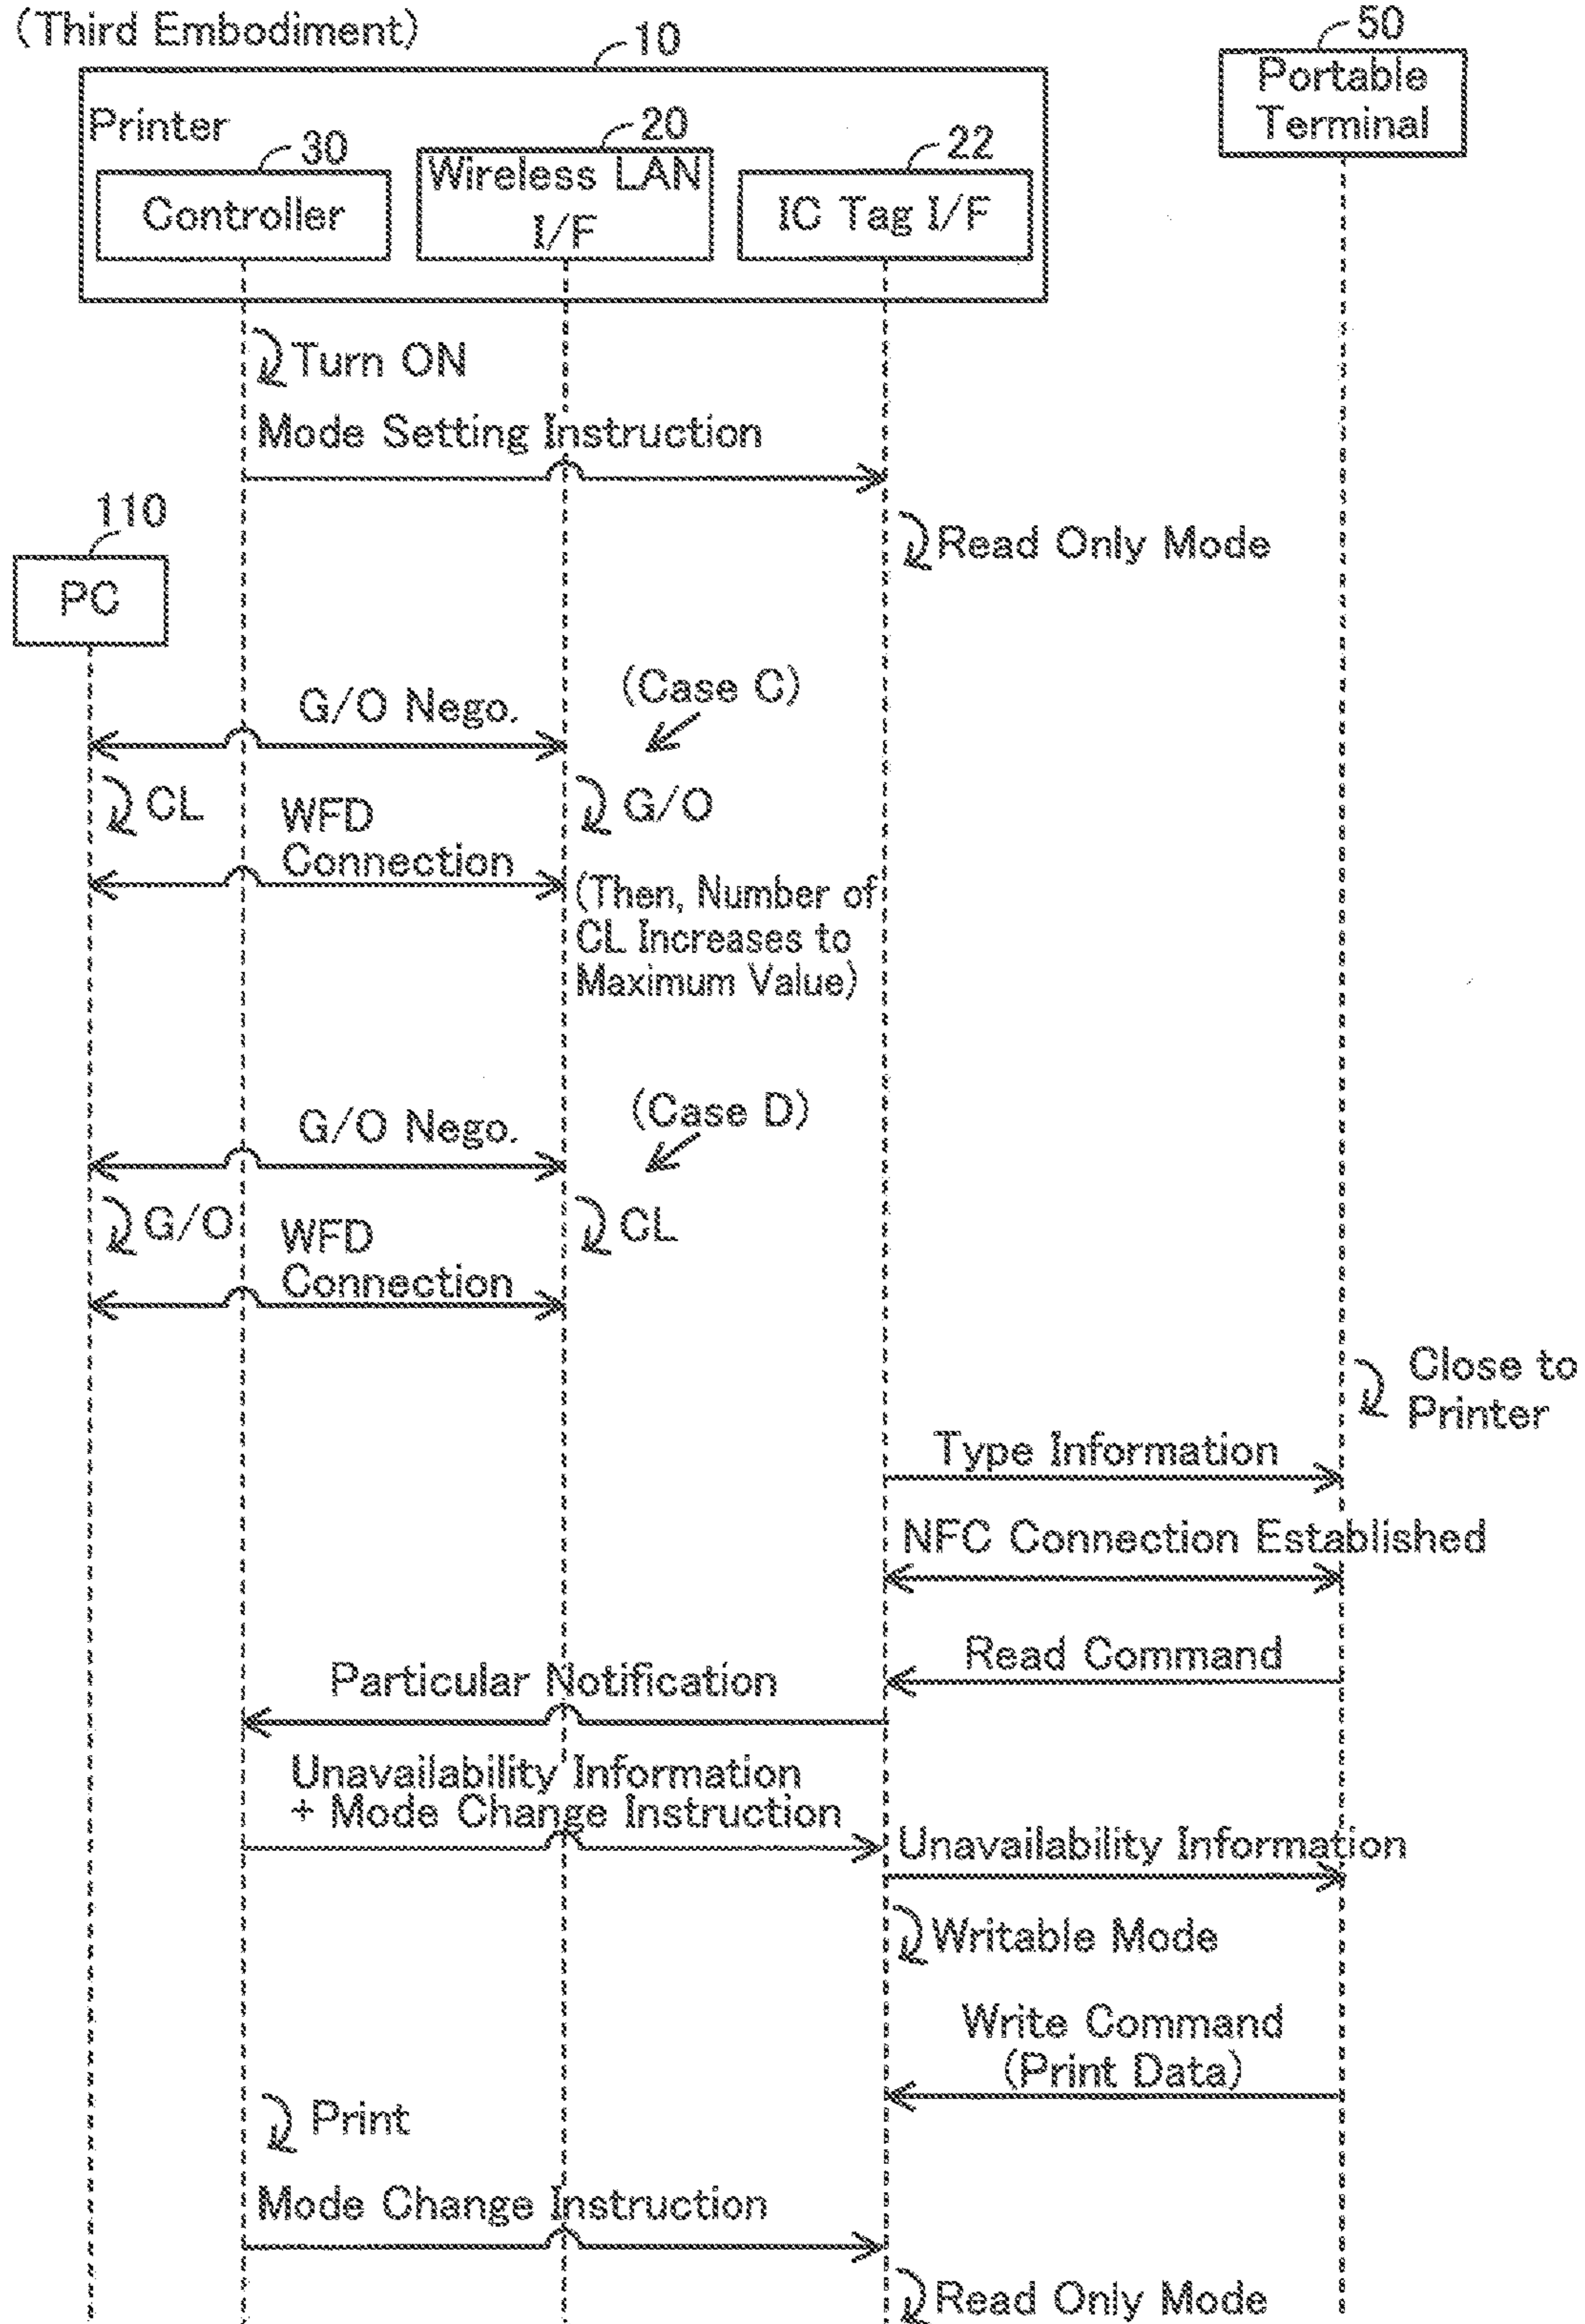 (Third Embodiment)
10
50
Portable
Terminal
Printer
30
20
22
Controller
Wireless LAN
I/F
IC Tag I/F
Turn ON
Mode Setting Instruction
110
Read Only Mode
PC
(Case C)
G/O Nego.
CL
WFD
Connection
G/O
(Then, Number of
CL Increases to
Maximum Value)
(Case D)
G/O Nego.
G/O
WFD
Connection
CL
Close to
Printer
Type Information
NFC Connection Established
Read Command
Particular Notification
Unavailability Information
+ Mode Change Instruction
Unavailability Information
Writable Mode
Write Command
(Print Data)
Print
Mode Change Instruction
Read Only Mode